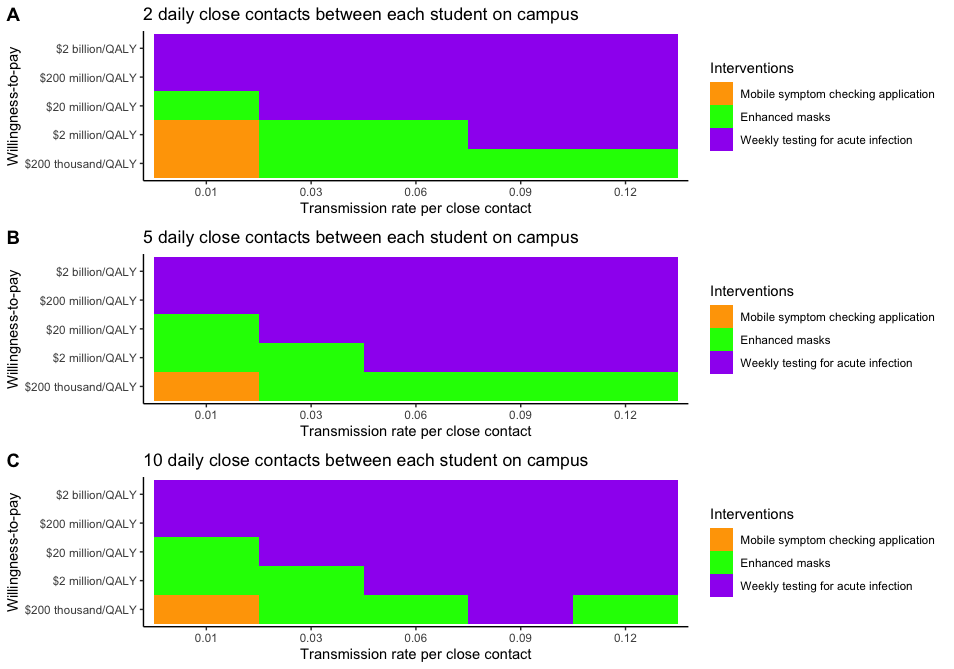 A
2 daily close contacts between each student on campus
Willingness-to-pay
$2 billion/QALY
$200 million/QALY
$20 million/QALY
$2 million/QALY
$200 thousand/QALY
0.01 0.03 0.06 0.09 0.12
Transmission rate per close contact
Interventions
Mobile symptom checking application
Enhanced masks
Weekly testing for acute infection
B
5 daily close contacts between each student on campus
Willingness-to-pay
$2 billion/QALY
$200 million/QALY
$20 million/QALY
$2 million/QALY
$200 thousand/QALY
0.01 0.03 0.06 0.09 0.12
Transmission rate per close contact
Interventions
Mobile symptom checking application
Enhanced masks
Weekly testing for acute infection
C
10 daily close contacts between each student on campus
Willingness-to-pay
$2 billion/QALY
$200 million/QALY
$20 million/QALY
$2 million/QALY
$200 thousand/QALY
0.01 0.03 0.06 0.09 0.12
Transmission rate per close contact
Interventions
Mobile symptom checking application
Enhanced masks
Weekly testing for acute infection